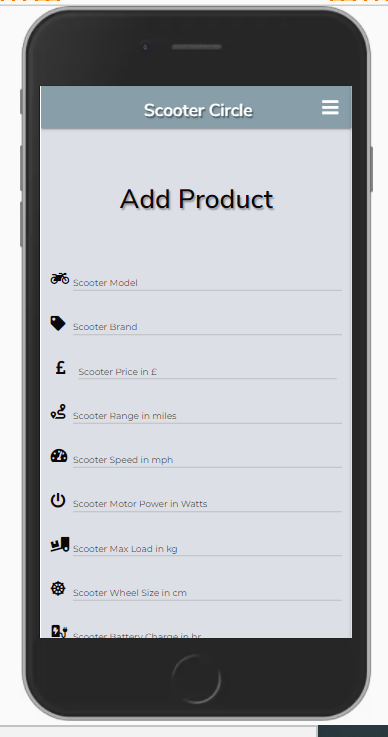 Scooter Circle
Add Product
Scooter Model
Scooter Brand
£ Scooter Price in £
Scooter Range in miles
Scooter Speed in mph
Scooter Motor Power in Watts
Scooter Max Load in kg
Scooter Wheel Size in cm
Scooter Battery Charge in hr